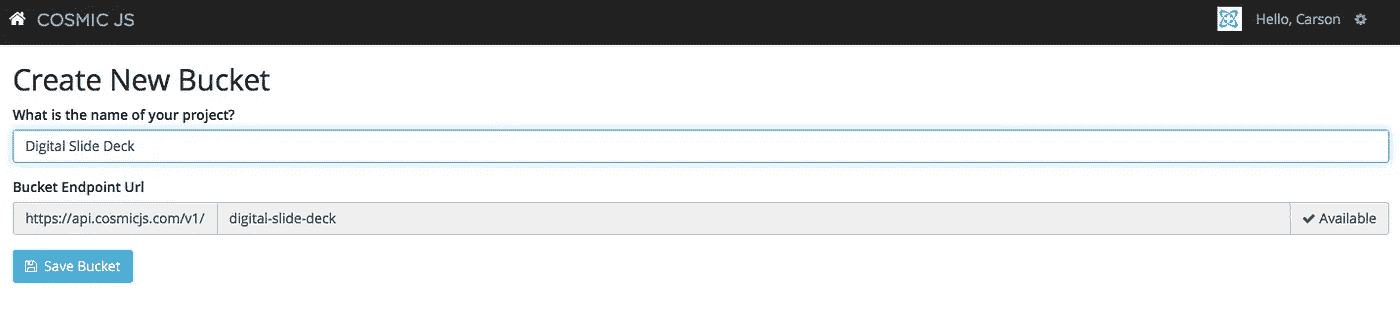 COSMIC JS Hello, Carson
Create New Bucket
What is the name of your project?
Digital Slide Deck
Bucket Endpoint Url
https://api.cosmicjs.com/v1/ digital-slide-deck Available
Save Bucket